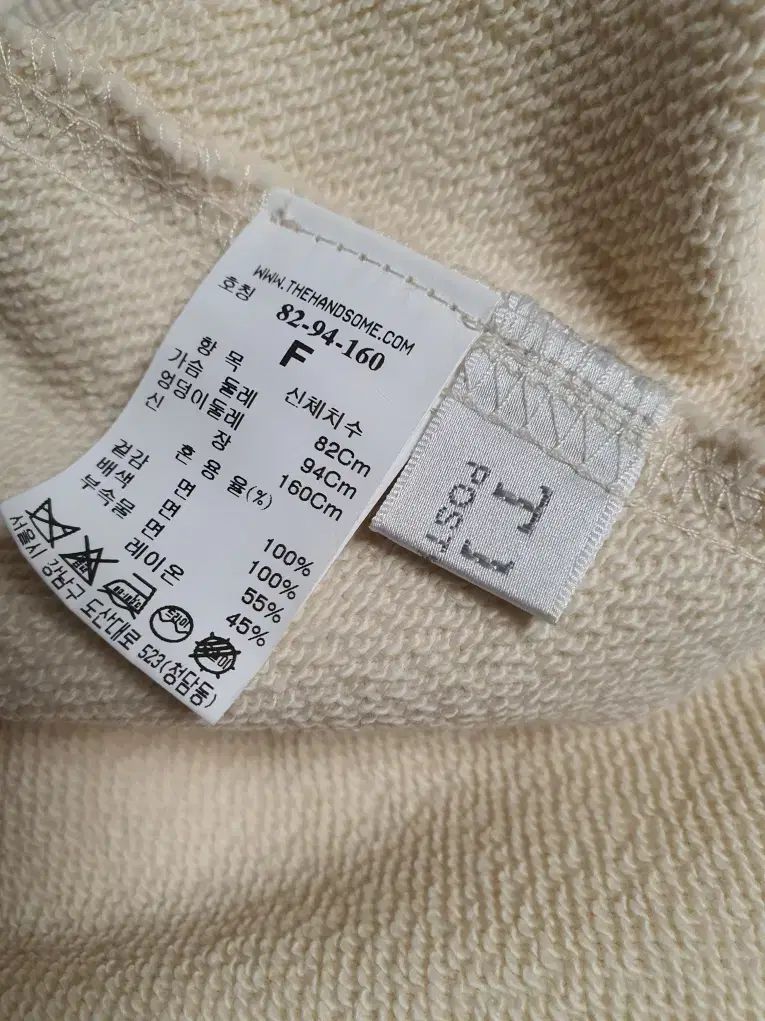 WWW.THEHANDSOME.COM
호칭 82-94-160
F
항 목 신체치수
가슴 둘레 82Cm
엉덩이둘레 94Cm
신 장 160Cm
혼 용 율(%)
겉감 면 100%
배색 면 100%
부속물 면 55%
레이온 45%
서울시 강남구 도산대로 523(청담동)
POST